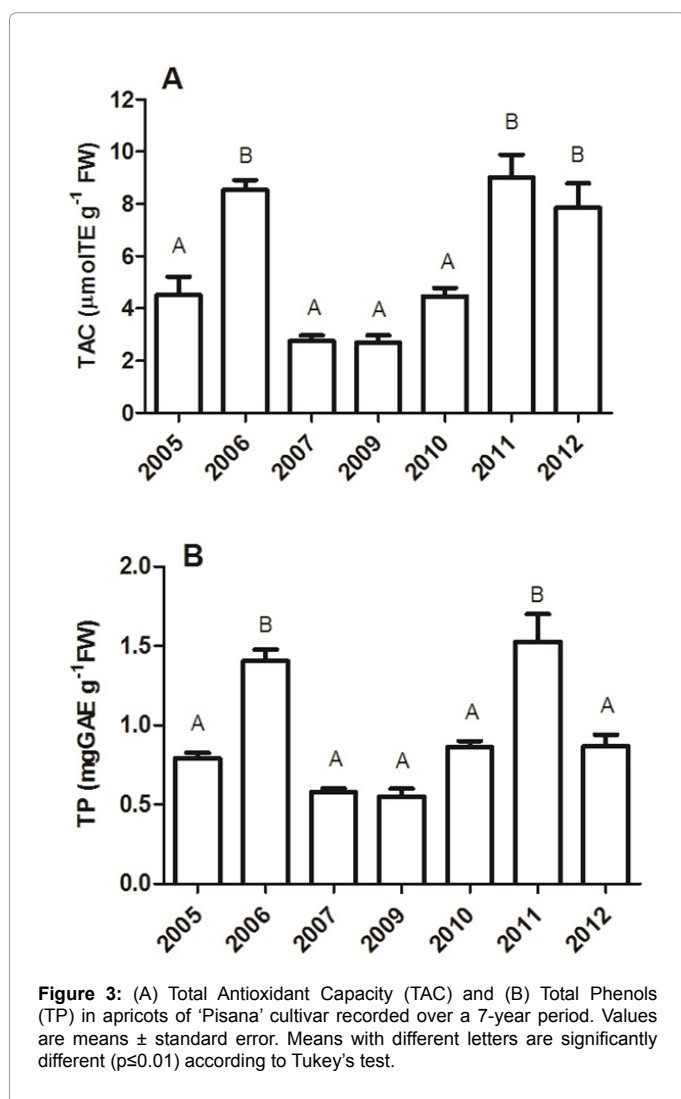 A
TAC (µmolTE g⁻¹ FW)
12
10
8
6
4
2
0
A
B
A
A
A
B
B
2005
2006
2007
2009
2010
2011
2012
B
TP (mgGAE g⁻¹FW)
2.0
1.5
1.0
0.5
0.0
A
B
A
A
A
B
A
2005
2006
2007
2009
2010
2011
2012
Figure 3: (A) Total Antioxidant Capacity (TAC) and (B) Total Phenols
(TP) in apricots of ‘Pisana’ cultivar recorded over a 7-year period. Values
are means ± standard error. Means with different letters are significantly
different (p≤0.01) according to Tukey’s test.